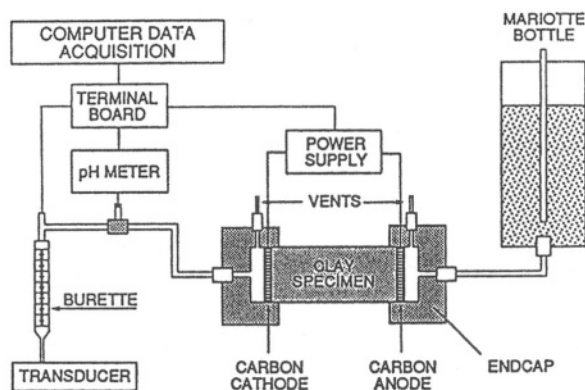 COMPUTER DATA
ACQUISITION
TERMINAL
BOARD
pH METER
POWER
SUPPLY
MARIOTTE
BOTTLE
VENTS
CLAY
SPECIMEN
BURETTE
TRANSDUCER
CARBON
CATHODE
CARBON
ANODE
ENDCAP